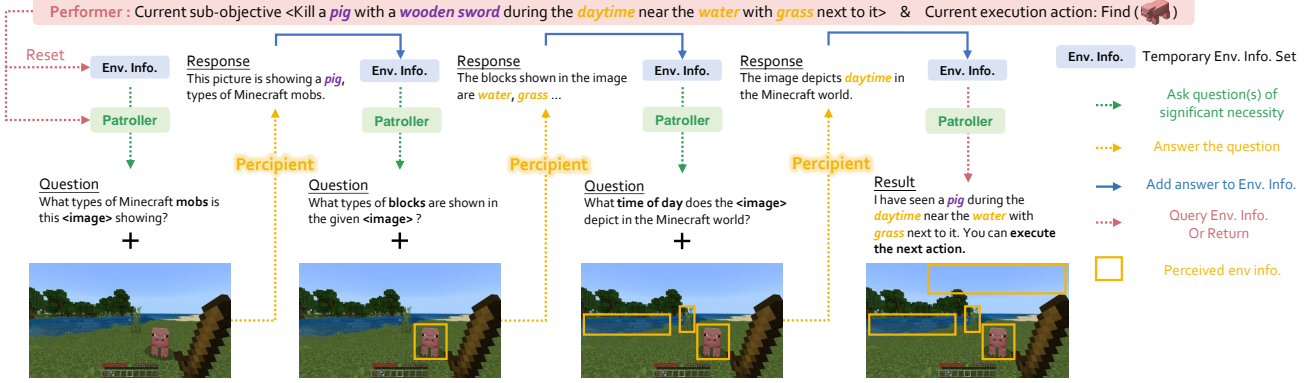 Performer : Current sub-objective <Kill a pig with a wooden sword during the daytime near the water with grass next to it> & Current execution action: Find ( )
Reset
Env. Info.
Patroller
Question
What types of Minecraft mobs is
this <image> showing?
+
Response
This picture is showing a pig,
types of Minecraft mobs.
Percipient
Env. Info.
Patroller
Question
What types of blocks are shown in
the given <image> ?
+
Response
The blocks shown in the image
are water, grass ...
Percipient
Env. Info.
Patroller
Question
What time of day does the <image>
depict in the Minecraft world?
+
Response
The image depicts daytime in
the Minecraft world.
Percipient
Env. Info.
Patroller
Result
I have seen a pig during the
daytime near the water with
grass next to it. You can execute
the next action.
Env. Info. Temporary Env. Info. Set
Ask question(s) of
significant necessity
Answer the question
Add answer to Env. Info.
Query Env. Info.
Or Return
Perceived env info.